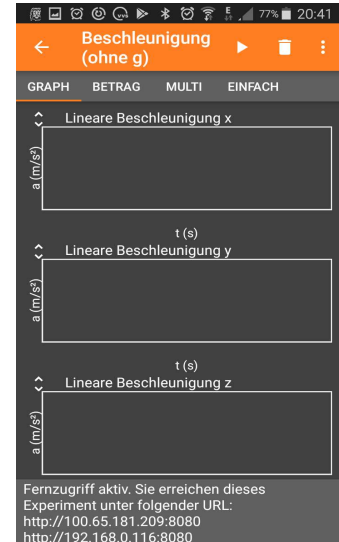 77% 20:41
Beschleunigung
(ohne g)
GRAPH BETRAG MULTI EINFACH
Lineare Beschleunigung x
a (m/s²)
t (s)
Lineare Beschleunigung y
a (m/s²)
t (s)
Lineare Beschleunigung z
a (m/s²)
Fernzugriff aktiv. Sie erreichen dieses
Experiment unter folgender URL:
http://100.65.181.209:8080
http://192.168.0.116:8080